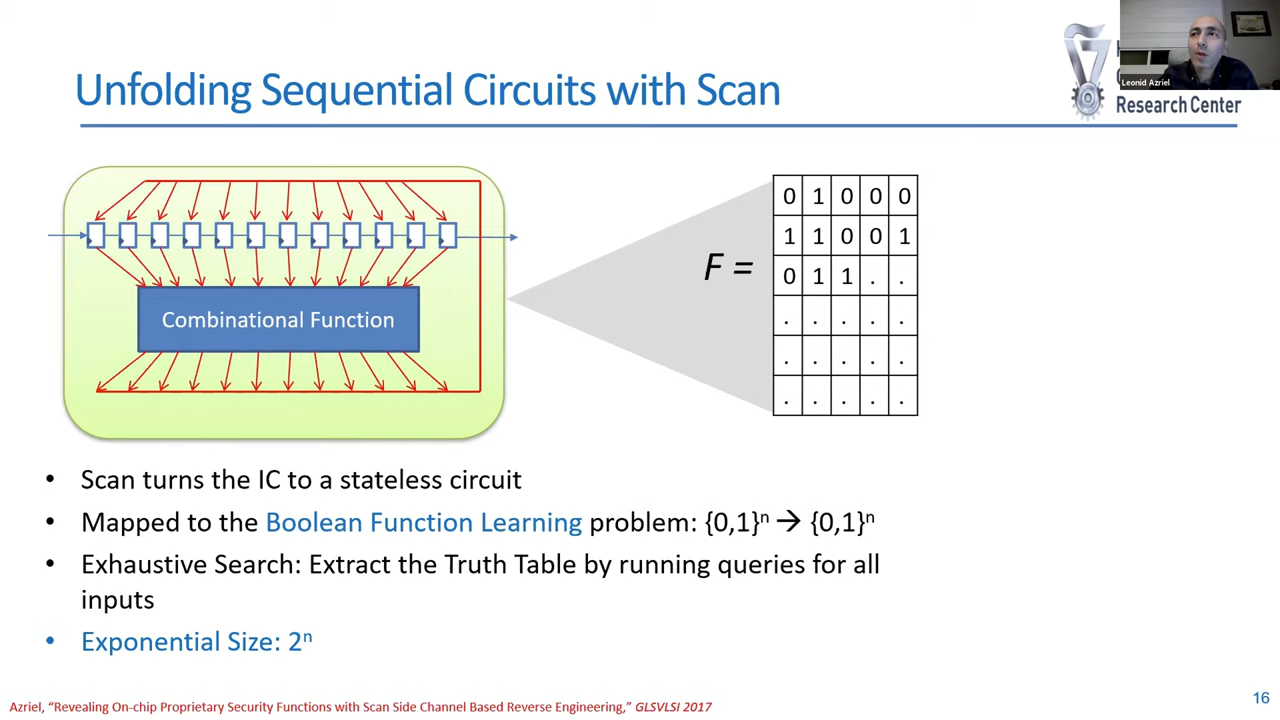 Unfolding Sequential Circuits with Scan
Leonid Azriel
Research Center
Combinational Function
F =
0 1 0 0 0
1 1 0 0 1
0 1 1 . .
. . . . .
. . . . .
. . . . .
• Scan turns the IC to a stateless circuit
• Mapped to the Boolean Function Learning problem: {0,1}ⁿ → {0,1}ⁿ
• Exhaustive Search: Extract the Truth Table by running queries for all
inputs
• Exponential Size: 2ⁿ
Azriel, “Revealing On-chip Proprietary Security Functions with Scan Side Channel Based Reverse Engineering,” GLSVLSI 2017
16